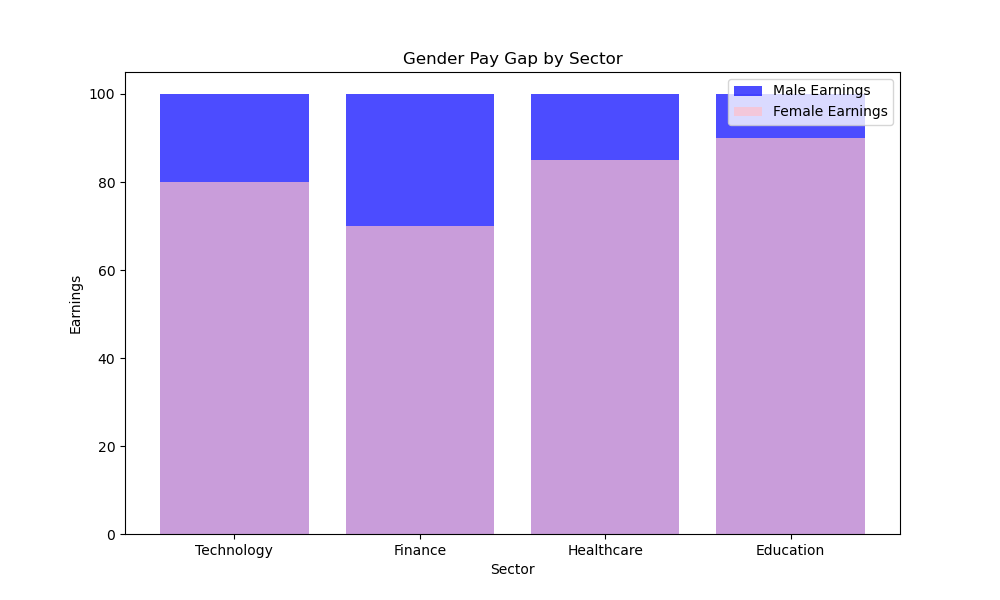 Gender Pay Gap by Sector
Male Earnings
Female Earnings
100
80
60
40
20
0
Earnings
Technology Finance Healthcare Education
Sector